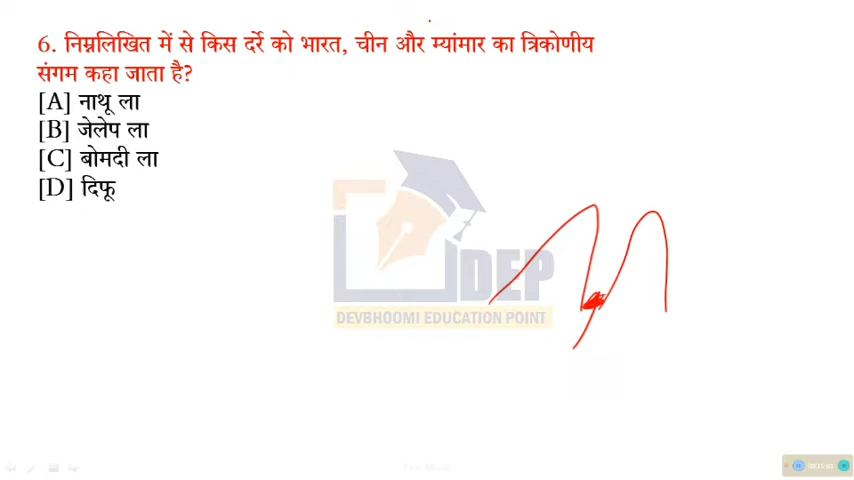 6. निम्नलिखित में से किस दर्रे को भारत, चीन और म्यांमार का त्रिकोणीय
संगम कहा जाता है?
[A] नाथू ला
[B] जेलेप ला
[C] बोमदी ला
[D] दिफू
DEP
DEVBHOOMI EDUCATION POINT